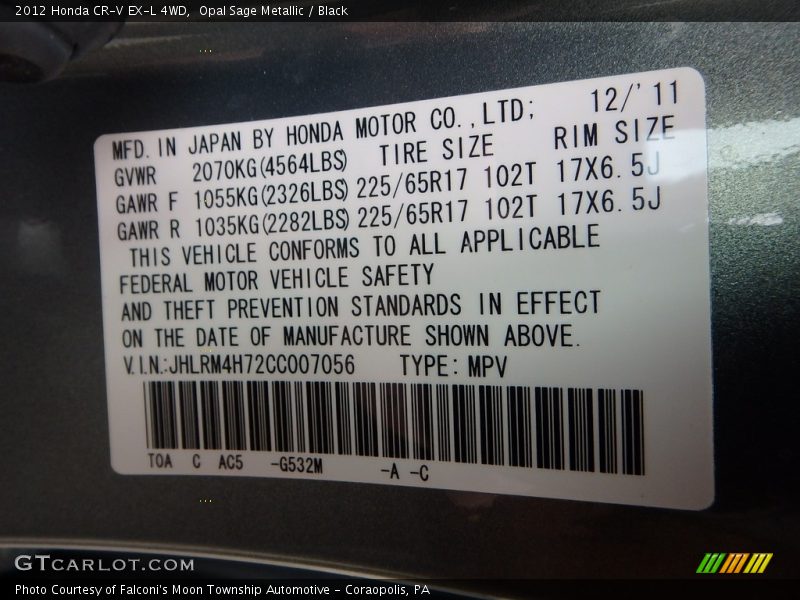 2012 Honda CR-V EX-L 4WD,  Opal Sage Metallic / Black
MFD. IN JAPAN BY HONDA MOTOR CO.,LTD; 12/'11
GVWR 2070KG(4564LBS) TIRE SIZE RIM SIZE
GAWR F 1055KG(2326LBS) 225/65R17 102T 17X6.5J
GAWR R 1035KG(2282LBS) 225/65R17 102T 17X6.5J
THIS VEHICLE CONFORMS TO ALL APPLICABLE
FEDERAL MOTOR VEHICLE SAFETY
AND THEFT PREVENTION STANDARDS IN EFFECT
ON THE DATE OF MANUFACTURE SHOWN ABOVE.
V.I.N.:JHLRM4H72CC007056 TYPE: MPV
TOA C AC5 -G532M -A -C
GTCARLOT.COM
Photo Courtesy of Falconi's Moon Township Automotive - Coraopolis, PA